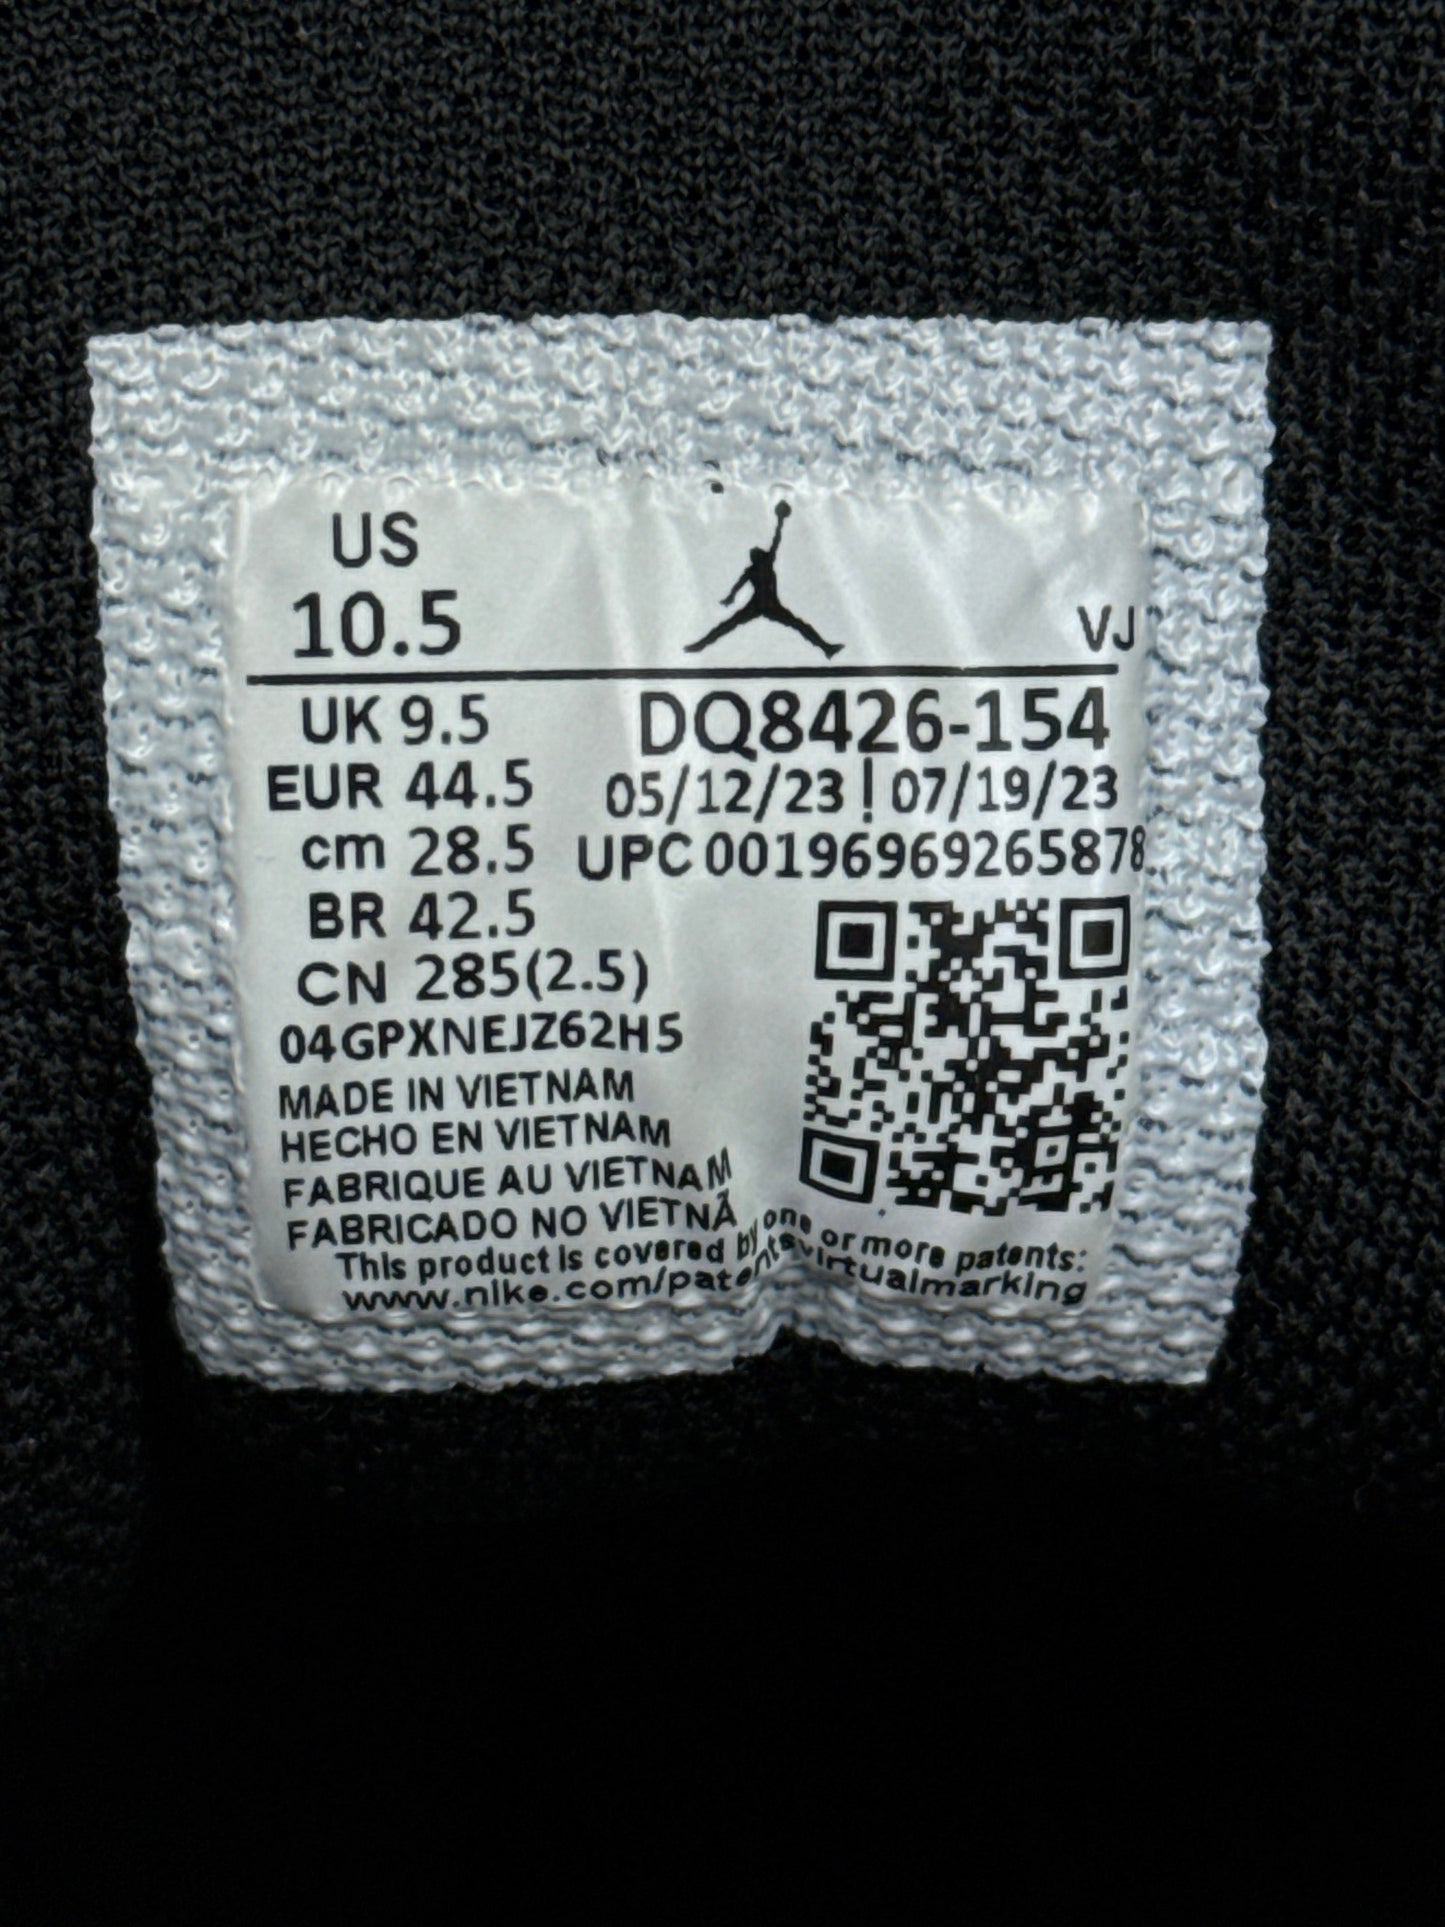 US
10.5
VJ
UK 9.5
DQ8426-154
EUR 44.5
05/12/23 | 07/19/23
cm 28.5
UPC 00196969265878
BR 42.5
CN 285(2.5)
04GPXNEJZ62H5
MADE IN VIETNAM
HECHO EN VIETNAM
FABRIQUE AU VIETNAM
FABRICADO NO VIETNÃ
This product is covered by one or more patents:
www.nike.com/patentsvirtualmarking